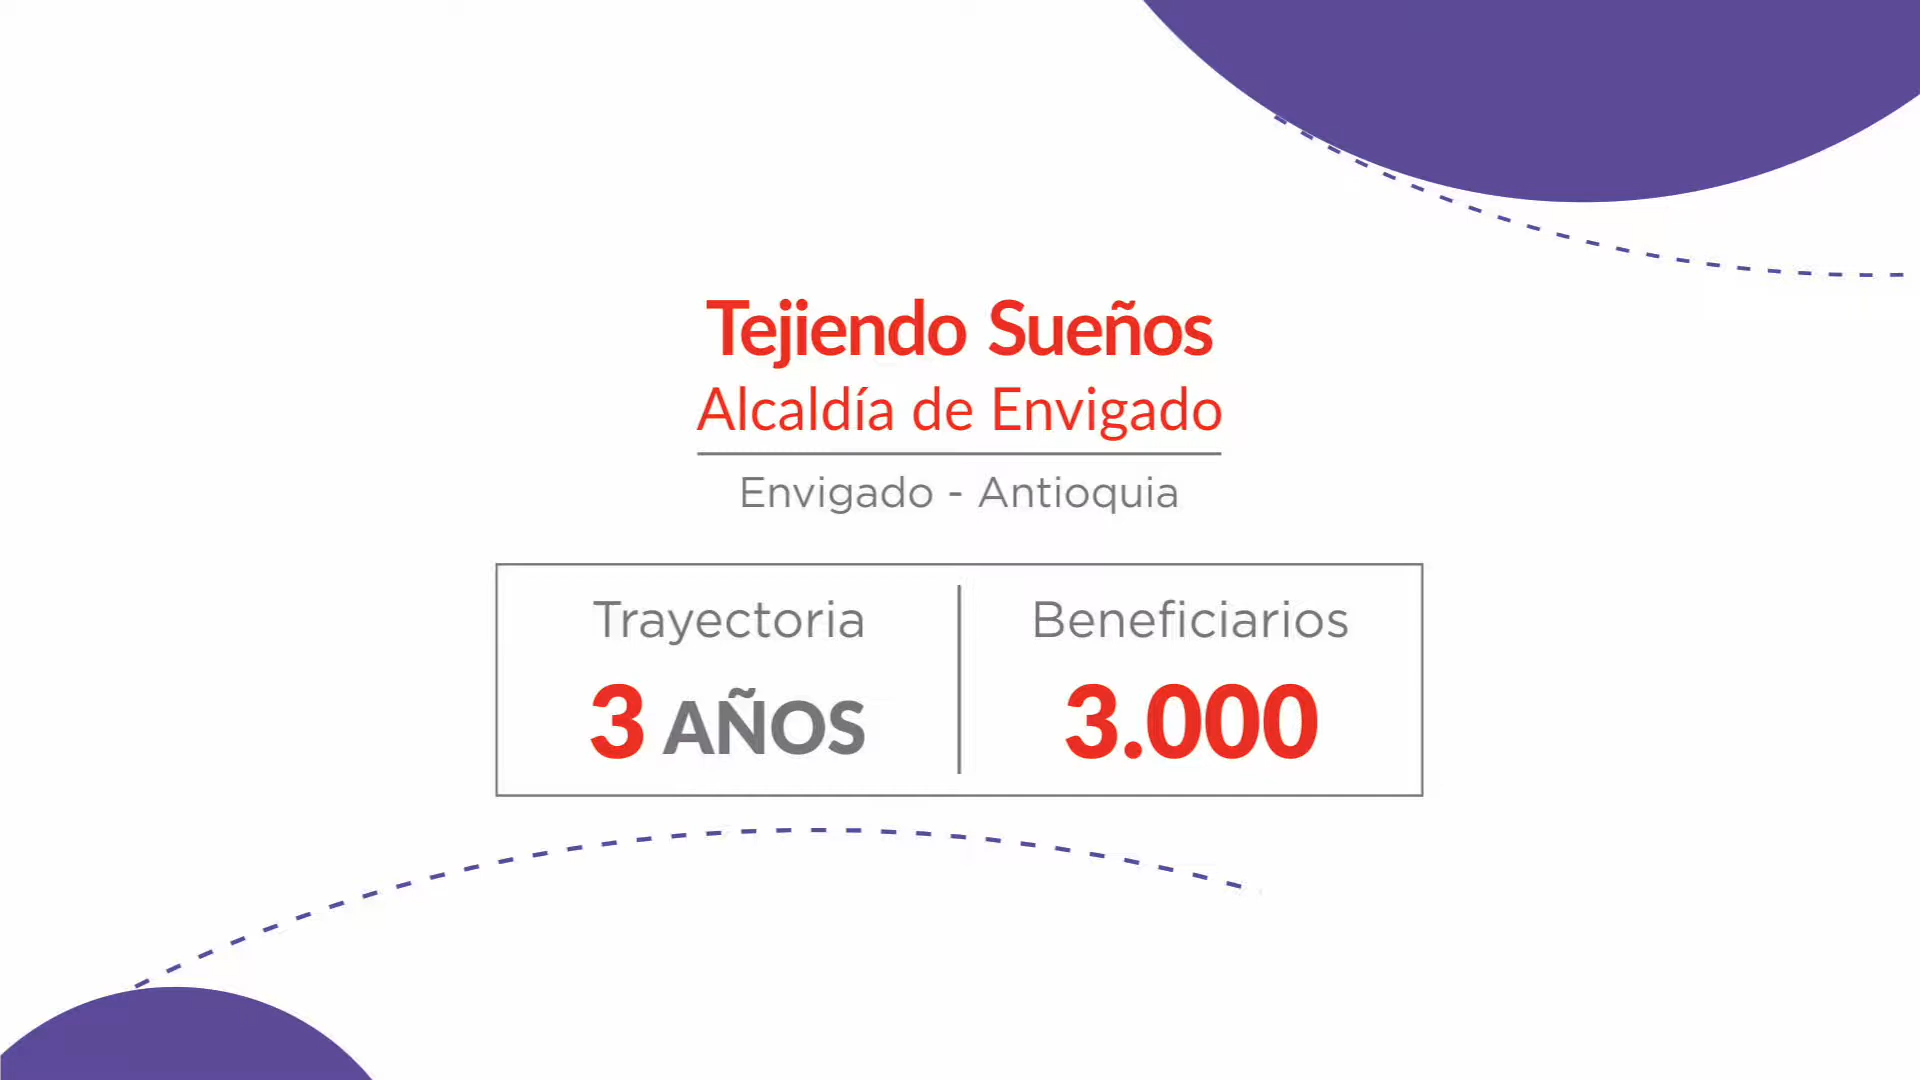 Tejiendo Sueños
Alcaldía de Envigado
Envigado - Antioquia
Trayectoria
3 AÑOS
Beneficiarios
3.000